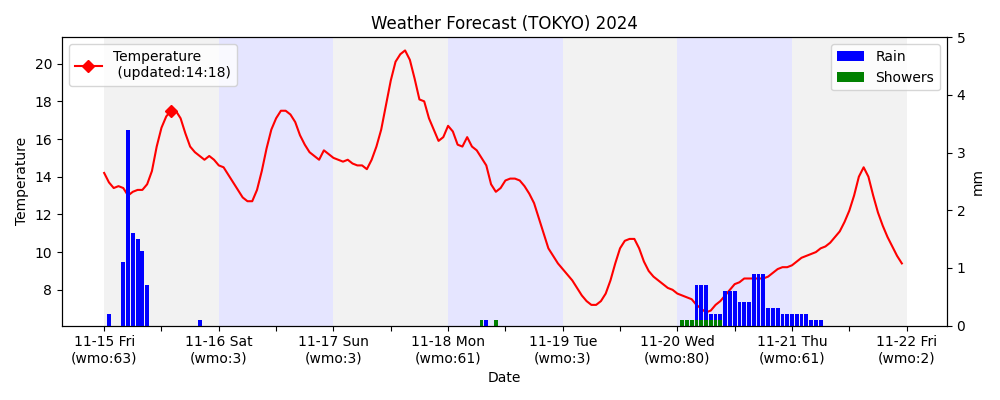 Weather Forecast (TOKYO) 2024
Temperature
(updated:14:18)
Rain
Showers
Temperature
20
18
16
14
12
10
8
5
4
3
2
1
0
mm
11-15 Fri
(wmo:63)
11-16 Sat
(wmo:3)
11-17 Sun
(wmo:3)
11-18 Mon
(wmo:61)
11-19 Tue
(wmo:3)
11-20 Wed
(wmo:80)
11-21 Thu
(wmo:61)
11-22 Fri
(wmo:2)
Date